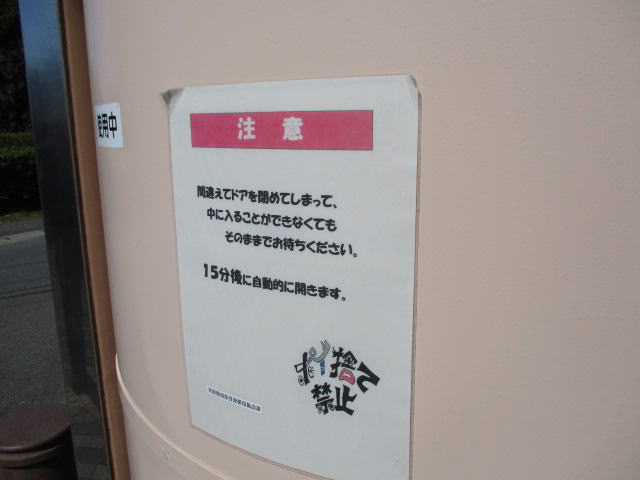 注意
使用中
間違えてドアを閉めてしまって、
中に入ることができなくても
そのままでお待ちください。
15分後に自動的に開きます。
ポイ捨て
禁止